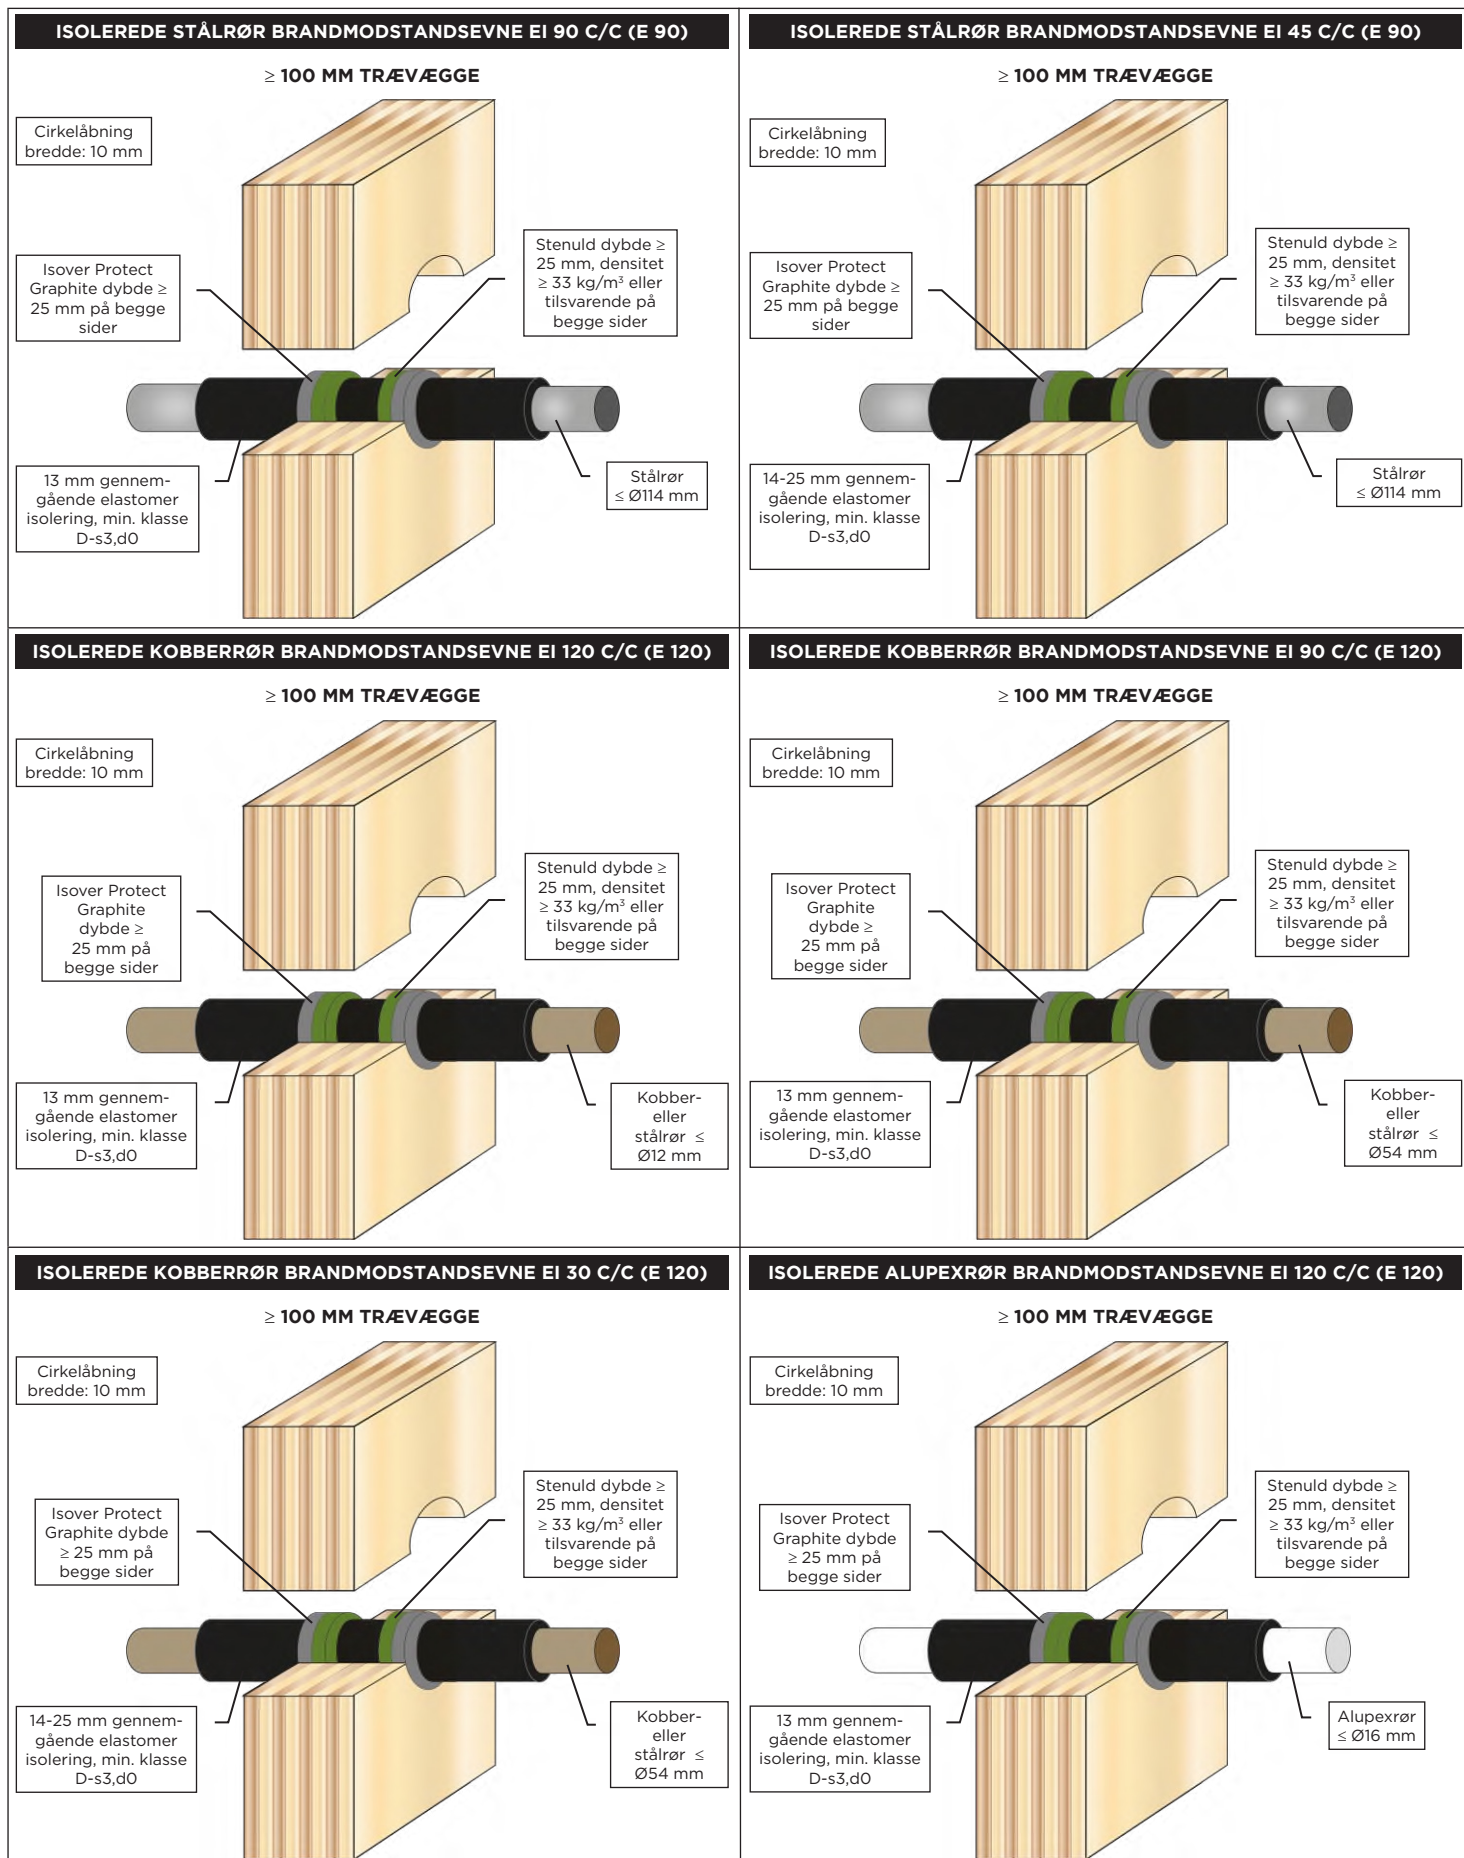 ISOLEREDE STÅLRØR BRANDMODSTANDSEVNE EI 90 C/C (E 90)
≥ 100 MM TRÆVÆGGE
Cirkelåbning
bredde: 10 mm
Isover Protect
Graphite dybde ≥
25 mm på begge
sider
Stenuld dybde ≥
25 mm, densitet
≥ 33 kg/m³ eller
tilsvarende på
begge sider
13 mm gennem-
gående elastomer
isolering, min. klasse
D-s3,d0
Stålrør
≤ Ø114 mm
ISOLEREDE STÅLRØR BRANDMODSTANDSEVNE EI 45 C/C (E 90)
≥ 100 MM TRÆVÆGGE
Cirkelåbning
bredde: 10 mm
Isover Protect
Graphite dybde ≥
25 mm på begge
sider
Stenuld dybde ≥
25 mm, densitet
≥ 33 kg/m³ eller
tilsvarende på
begge sider
14-25 mm gennem-
gående elastomer
isolering, min. klasse
D-s3,d0
Stålrør
≤ Ø114 mm
ISOLEREDE KOBBERRØR BRANDMODSTANDSEVNE EI 120 C/C (E 120)
≥ 100 MM TRÆVÆGGE
Cirkelåbning
bredde: 10 mm
Isover Protect
Graphite
dybde ≥
25 mm på
begge sider
Stenuld dybde ≥
25 mm, densitet
≥ 33 kg/m³ eller
tilsvarende på
begge sider
13 mm gennem-
gående elastomer
isolering, min. klasse
D-s3,d0
Kobber-
eller
stålrør ≤
Ø12 mm
ISOLEREDE KOBBERRØR BRANDMODSTANDSEVNE EI 90 C/C (E 120)
≥ 100 MM TRÆVÆGGE
Cirkelåbning
bredde: 10 mm
Isover Protect
Graphite
dybde ≥
25 mm på
begge sider
Stenuld dybde ≥
25 mm, densitet
≥ 33 kg/m³ eller
tilsvarende på
begge sider
13 mm gennem-
gående elastomer
isolering, min. klasse
D-s3,d0
Kobber-
eller
stålrør ≤
Ø54 mm
ISOLEREDE KOBBERRØR BRANDMODSTANDSEVNE EI 30 C/C (E 120)
≥ 100 MM TRÆVÆGGE
Cirkelåbning
bredde: 10 mm
Isover Protect
Graphite dybde
≥ 25 mm på
begge sider
Stenuld dybde ≥
25 mm, densitet
≥ 33 kg/m³ eller
tilsvarende på
begge sider
14-25 mm gennem-
gående elastomer
isolering, min. klasse
D-s3,d0
Kobber-
eller
stålrør ≤
Ø54 mm
ISOLEREDE ALUPEXRØR BRANDMODSTANDSEVNE EI 120 C/C (E 120)
≥ 100 MM TRÆVÆGGE
Cirkelåbning
bredde: 10 mm
Isover Protect
Graphite dybde
≥ 25 mm på
begge sider
Stenuld dybde ≥
25 mm, densitet
≥ 33 kg/m³ eller
tilsvarende på
begge sider
13 mm gennem-
gående elastomer
isolering, min. klasse
D-s3,d0
Alupexrør
≤ Ø16 mm